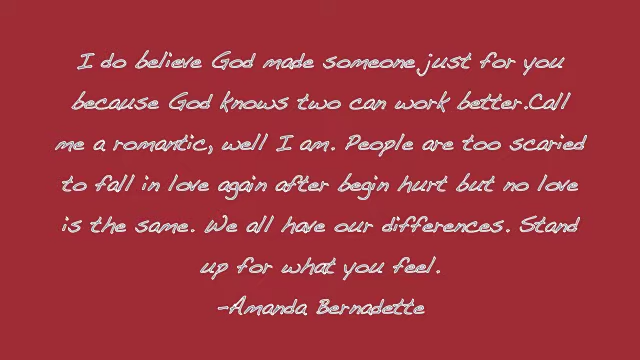 I do believe God made someone just for you
because God knows two can work better.Call
me a romantic, well I am. People are too scaried
to fall in love again after begin hurt but no love
is the same. We all have our differences. Stand
up for what you feel.
-Amanda Bernadette